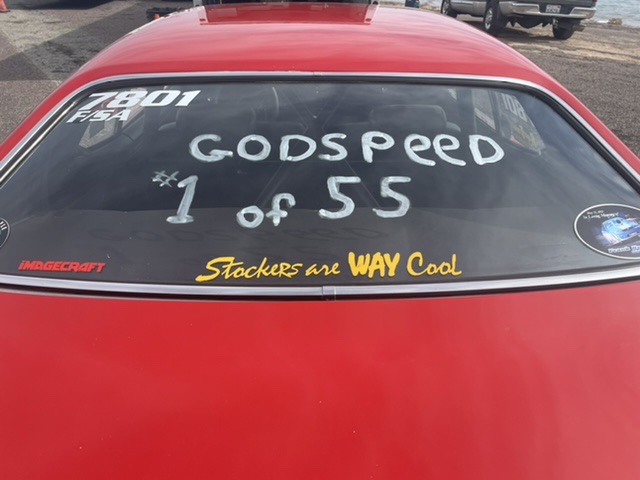 7801
F/SA
GODSPEED
#1 of 55
IMAGECRAFT
Stockers are WAY Cool